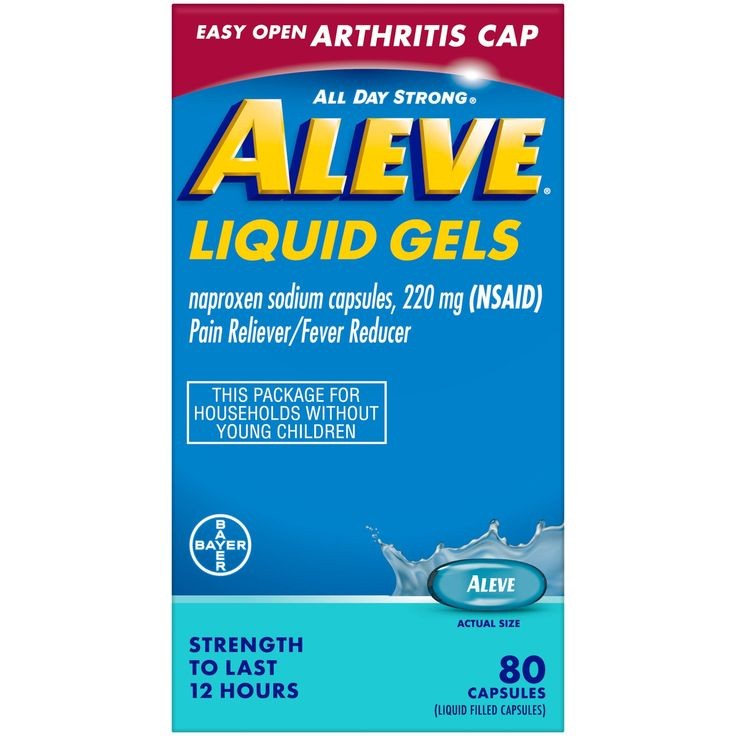 EASY OPEN ARTHRITIS CAP
ALL DAY STRONG®
ALEVE®
LIQUID GELS
naproxen sodium capsules, 220 mg (NSAID)
Pain Reliever/Fever Reducer
THIS PACKAGE FOR
HOUSEHOLDS WITHOUT
YOUNG CHILDREN
BAYER
BAYER
ALEVE
ACTUAL SIZE
STRENGTH
TO LAST
12 HOURS
80
CAPSULES
(LIQUID FILLED CAPSULES)